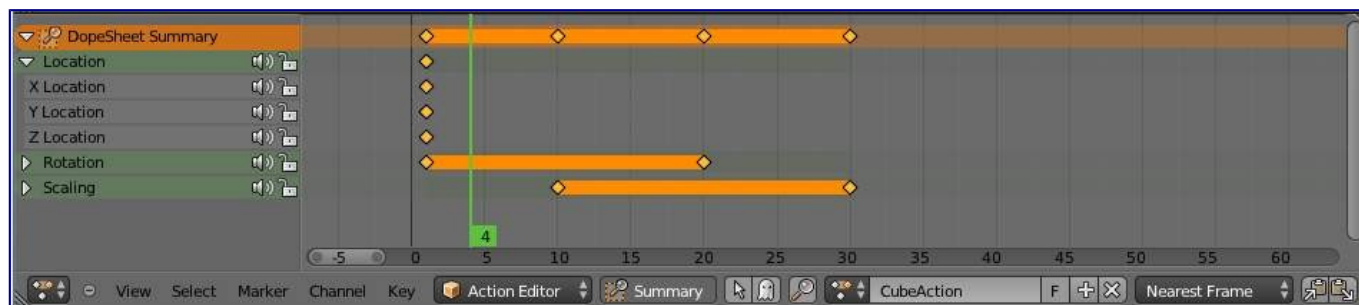 DopeSheet Summary
Location
X Location
Y Location
Z Location
Rotation
Scaling
4
-5 0 5 10 15 20 25 30 35 40 45 50 55 60
View Select Marker Channel Key Action Editor Summary CubeAction F Nearest Frame